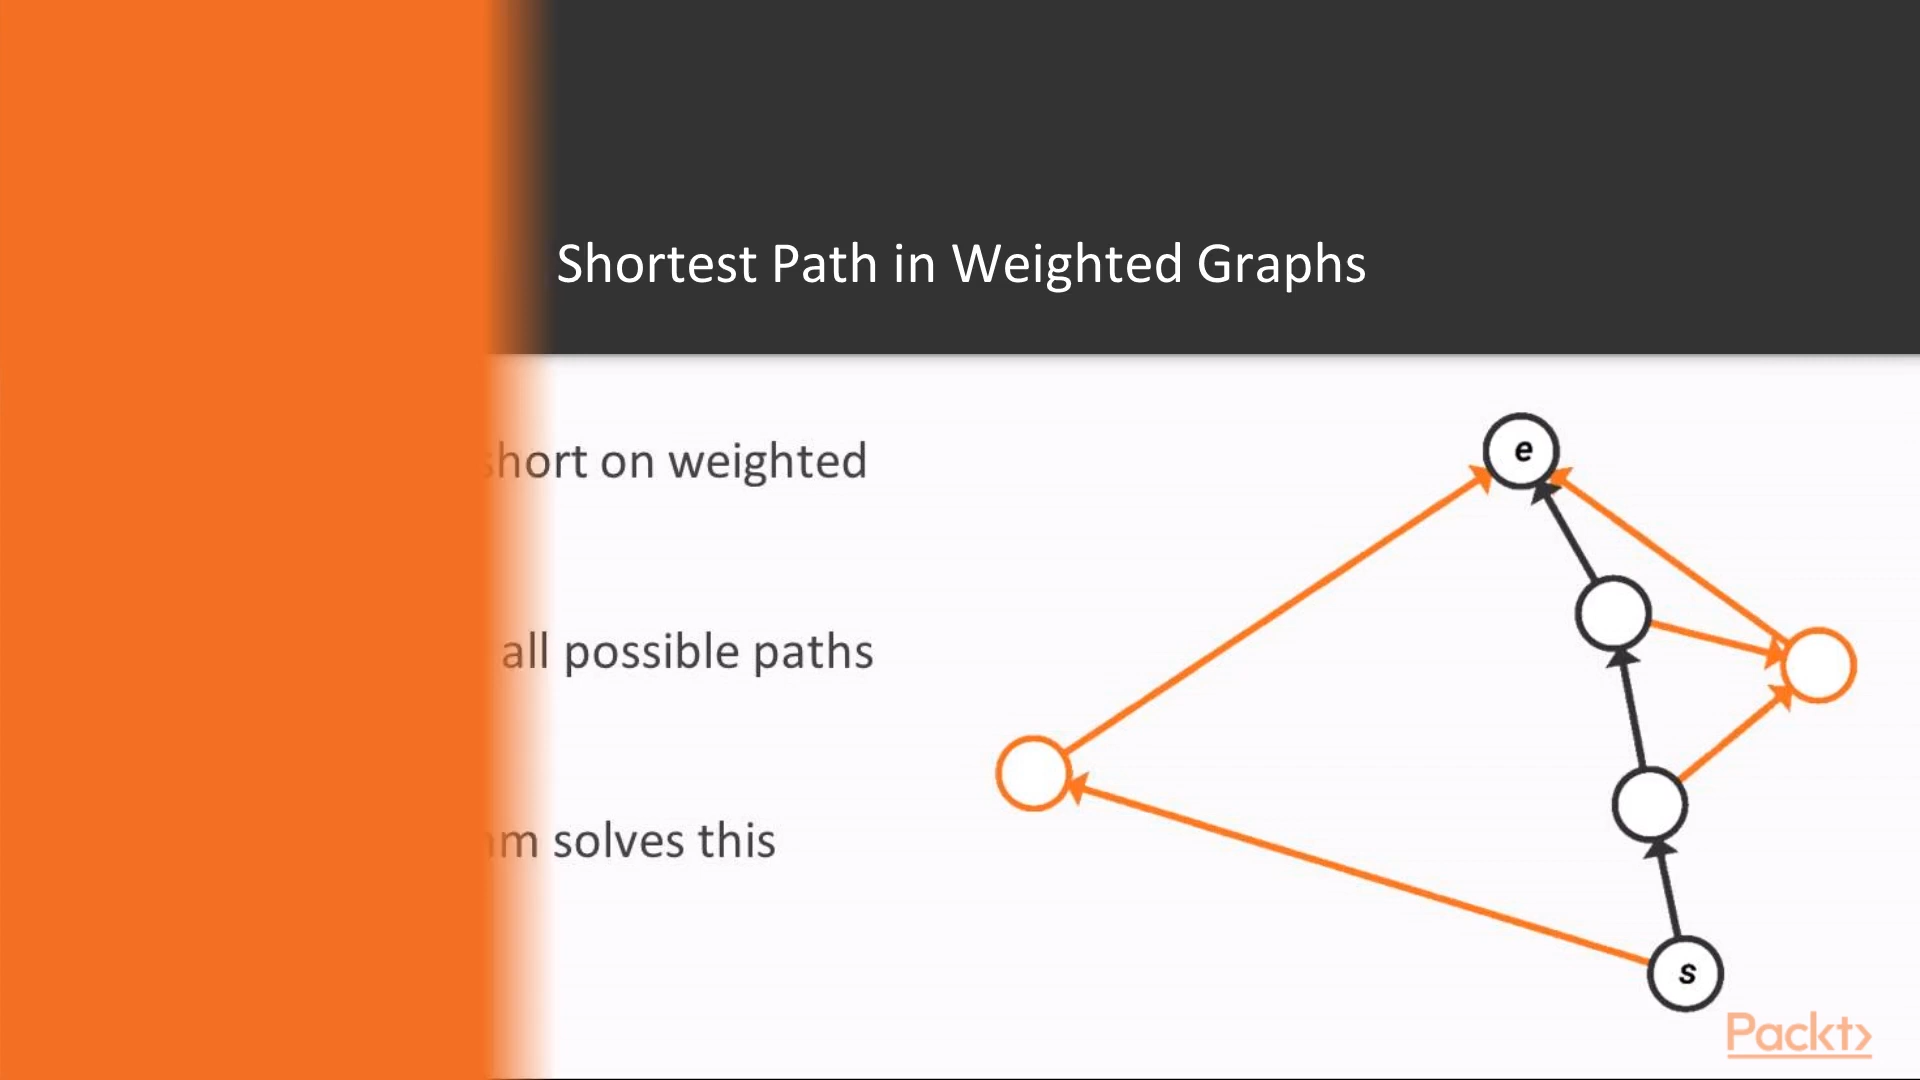 Shortest Path in Weighted Graphs
short on weighted
all possible paths
solves this
e
s
Packt>